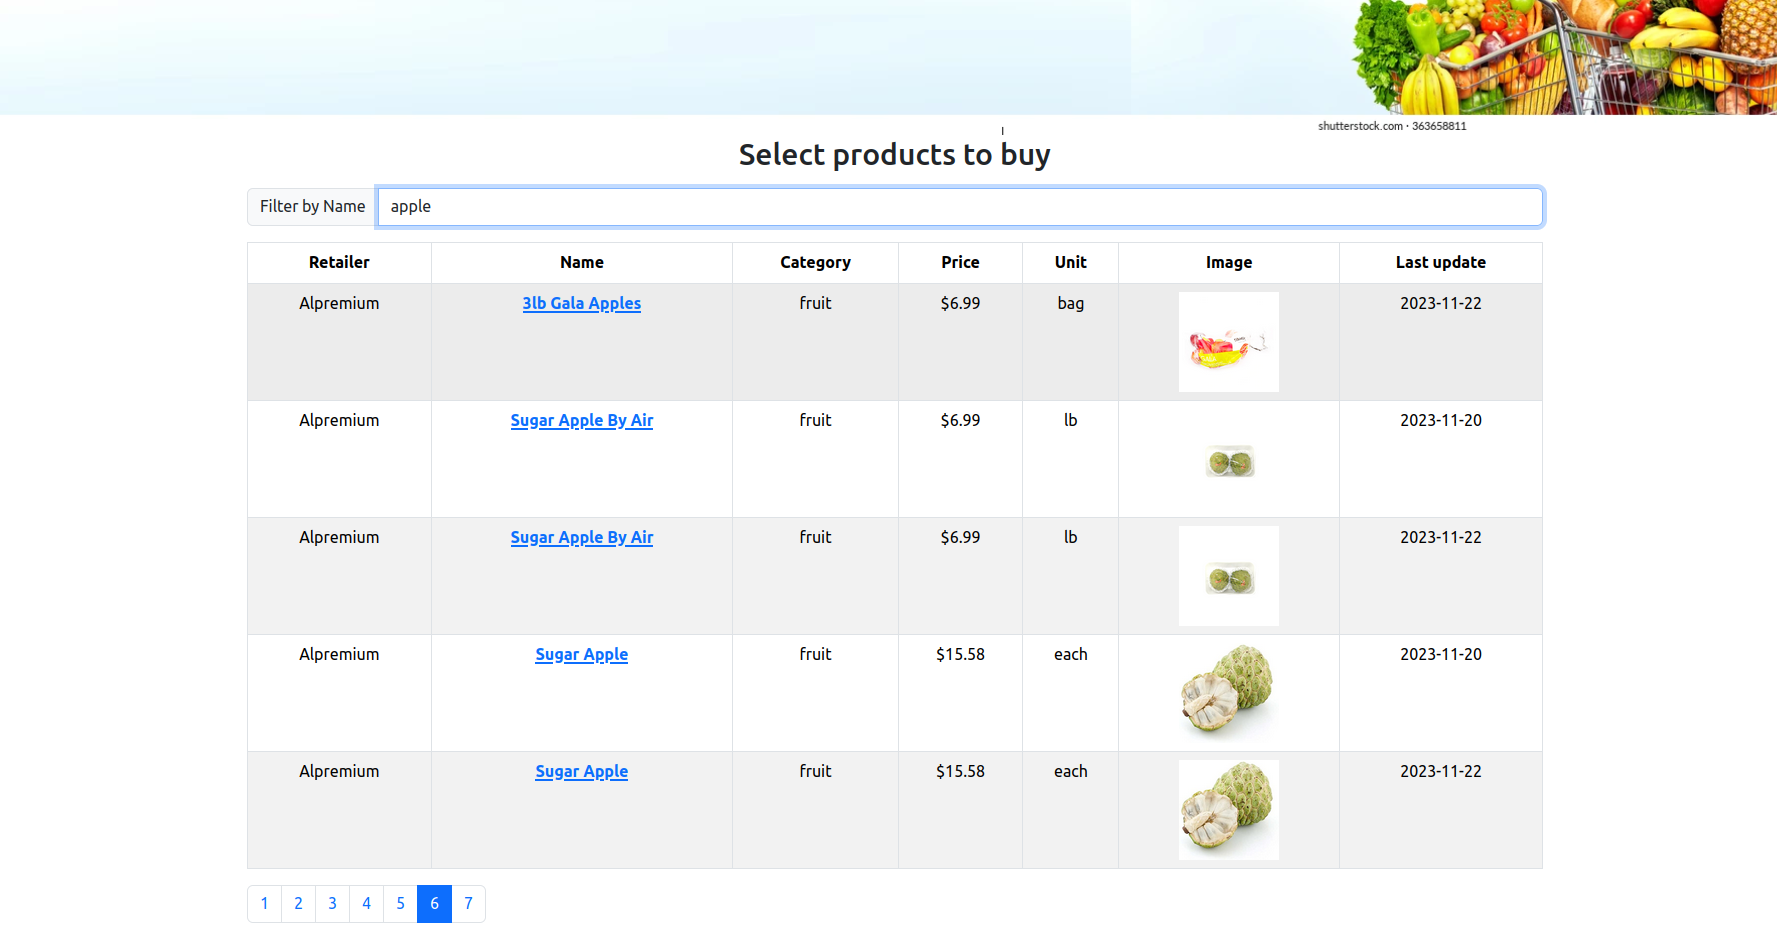 shutterstock.com · 363658811
Select products to buy
Filter by Name apple
Retailer Name Category Price Unit Image Last update
Alpremium 3lb Gala Apples fruit $6.99 bag 2023-11-22
Alpremium Sugar Apple By Air fruit $6.99 lb 2023-11-20
Alpremium Sugar Apple By Air fruit $6.99 lb 2023-11-22
Alpremium Sugar Apple fruit $15.58 each 2023-11-20
Alpremium Sugar Apple fruit $15.58 each 2023-11-22
1 2 3 4 5 6 7